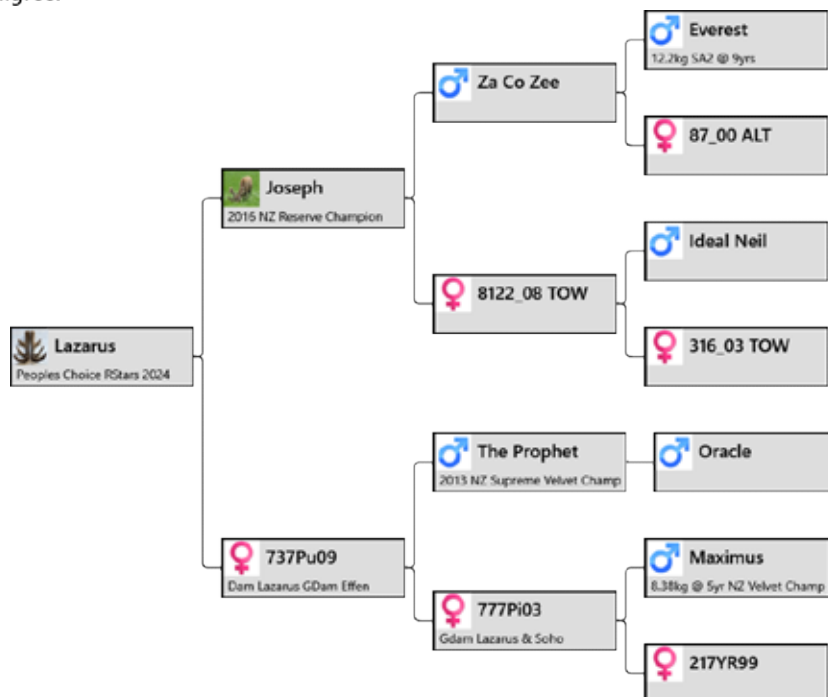 Everest
12.2kg SA2 @ 9yrs
Za Co Zee
87_00 ALT
Joseph
2016 NZ Reserve Champion
Ideal Neil
8122_08 TOW
316_03 TOW
Lazarus
Peoples Choice RStars 2024
The Prophet
2013 NZ Supreme Velvet Champ
Oracle
737Pu09
Dam Lazarus GDam Effen
Maximus
8.38kg @ 5yr NZ Velvet Champ
777Pi03
Gdam Lazarus & Soho
217YR99